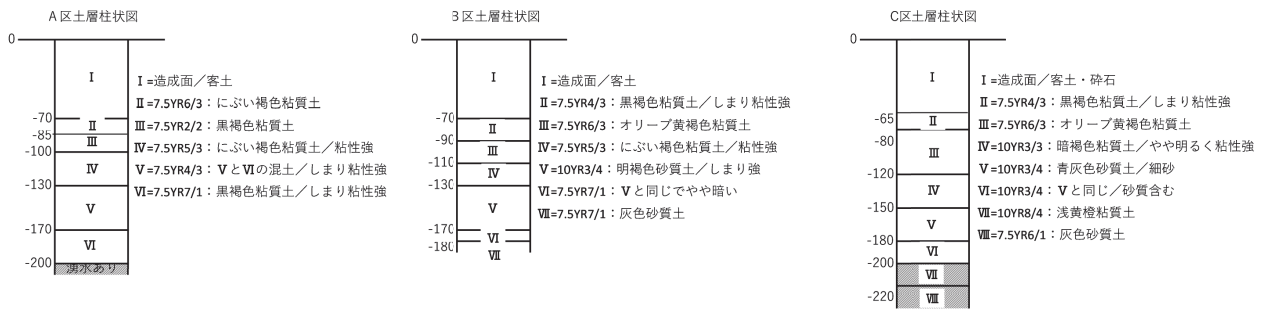 A区土層柱状図
0
Ⅰ
-70
Ⅱ
-85
Ⅲ
-100
Ⅳ
-130
Ⅴ
-170
Ⅵ
-200
湧水あり
Ⅰ=造成面／客土
Ⅱ=7.5YR6/3：にぶい褐色粘質土
Ⅲ=7.5YR2/2：黒褐色粘質土
Ⅳ=7.5YR5/3：にぶい褐色粘質土／粘性強
Ⅴ=7.5YR4/3：ⅤとⅥの混土／しまり粘性強
Ⅵ=7.5YR7/1：黒褐色粘質土／しまり粘性強
B区土層柱状図
0
Ⅰ
-70
Ⅱ
-90
Ⅲ
-110
Ⅳ
-130
Ⅴ
-170
Ⅵ
-180
Ⅶ
Ⅰ=造成面／客土
Ⅱ=7.5YR4/3：黒褐色粘質土／しまり粘性強
Ⅲ=7.5YR6/3：オリーブ黄褐色粘質土
Ⅳ=7.5YR5/3：にぶい褐色粘質土／粘性強
Ⅴ=10YR3/4：明褐色砂質土／しまり強
Ⅵ=7.5YR7/1：Ⅴと同じでやや暗い
Ⅶ=7.5YR7/1：灰色砂質土
C区土層柱状図
0
Ⅰ
-65
Ⅱ
-80
Ⅲ
-120
Ⅳ
-150
Ⅴ
-180
Ⅵ
-200
Ⅶ
-220
Ⅷ
Ⅰ=造成面／客土・砕石
Ⅱ=7.5YR4/3：黒褐色粘質土／しまり粘性強
Ⅲ=7.5YR6/3：オリーブ黄褐色粘質土
Ⅳ=10YR3/3：暗褐色粘質土／やや明るく粘性強
Ⅴ=10YR3/4：青灰色砂質土／細砂
Ⅵ=10YR3/4：Ⅴと同じ／砂質含む
Ⅶ=10YR8/4：浅黄橙粘質土
Ⅷ=7.5YR6/1：灰色砂質土